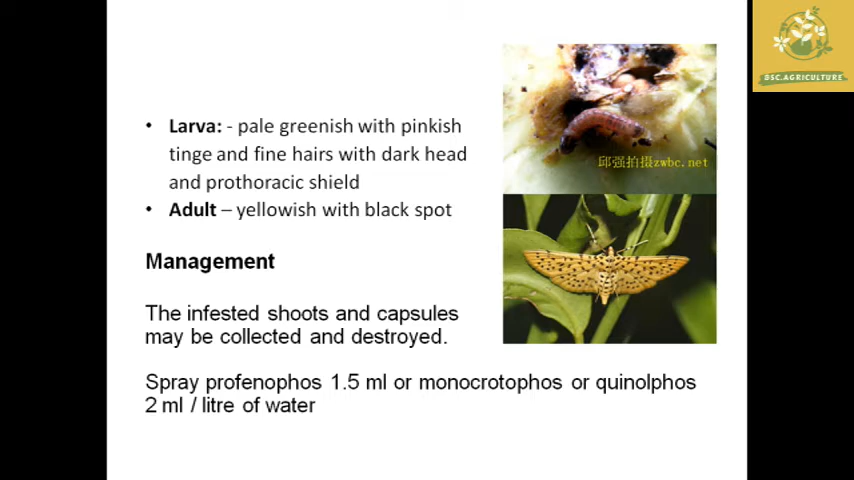 BSC.AGRICULTURE
• Larva: - pale greenish with pinkish
tinge and fine hairs with dark head
and prothoracic shield
• Adult – yellowish with black spot
邱强拍摄zwbc.net
Management
The infested shoots and capsules
may be collected and destroyed.
Spray profenophos 1.5 ml or monocrotophos or quinolphos
2 ml / litre of water